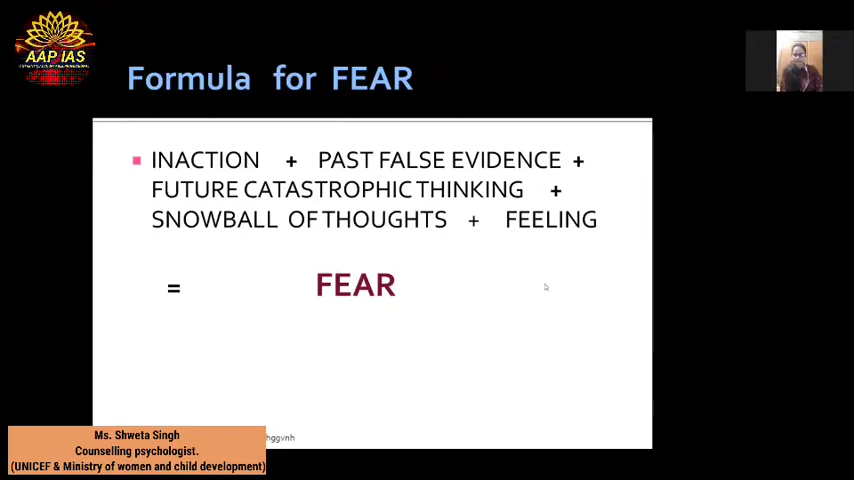 AAP IAS
Formula for FEAR
INACTION + PAST FALSE EVIDENCE +
FUTURE CATASTROPHIC THINKING +
SNOWBALL OF THOUGHTS + FEELING
= FEAR
hggvnh
Ms. Shweta Singh
Counselling psychologist.
(UNICEF & Ministry of women and child development)